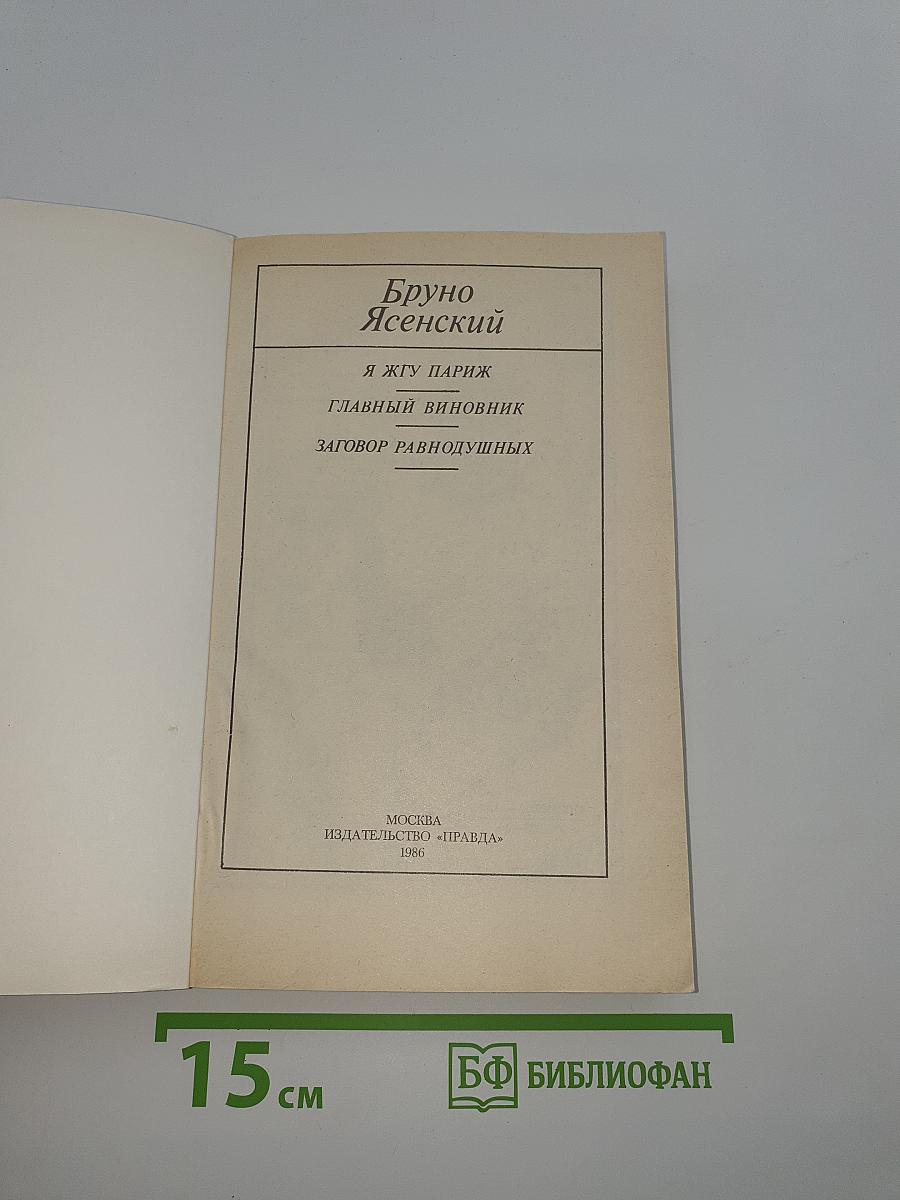 Бруно
Ясенский
Я ЖГУ ПАРИЖ
ГЛАВНЫЙ ВИНОВНИК
ЗАГОВОР РАВНОДУШНЫХ
МОСКВА
ИЗДАТЕЛЬСТВО «ПРАВДА»
1986
15 см
БФ БИБЛИОФАН